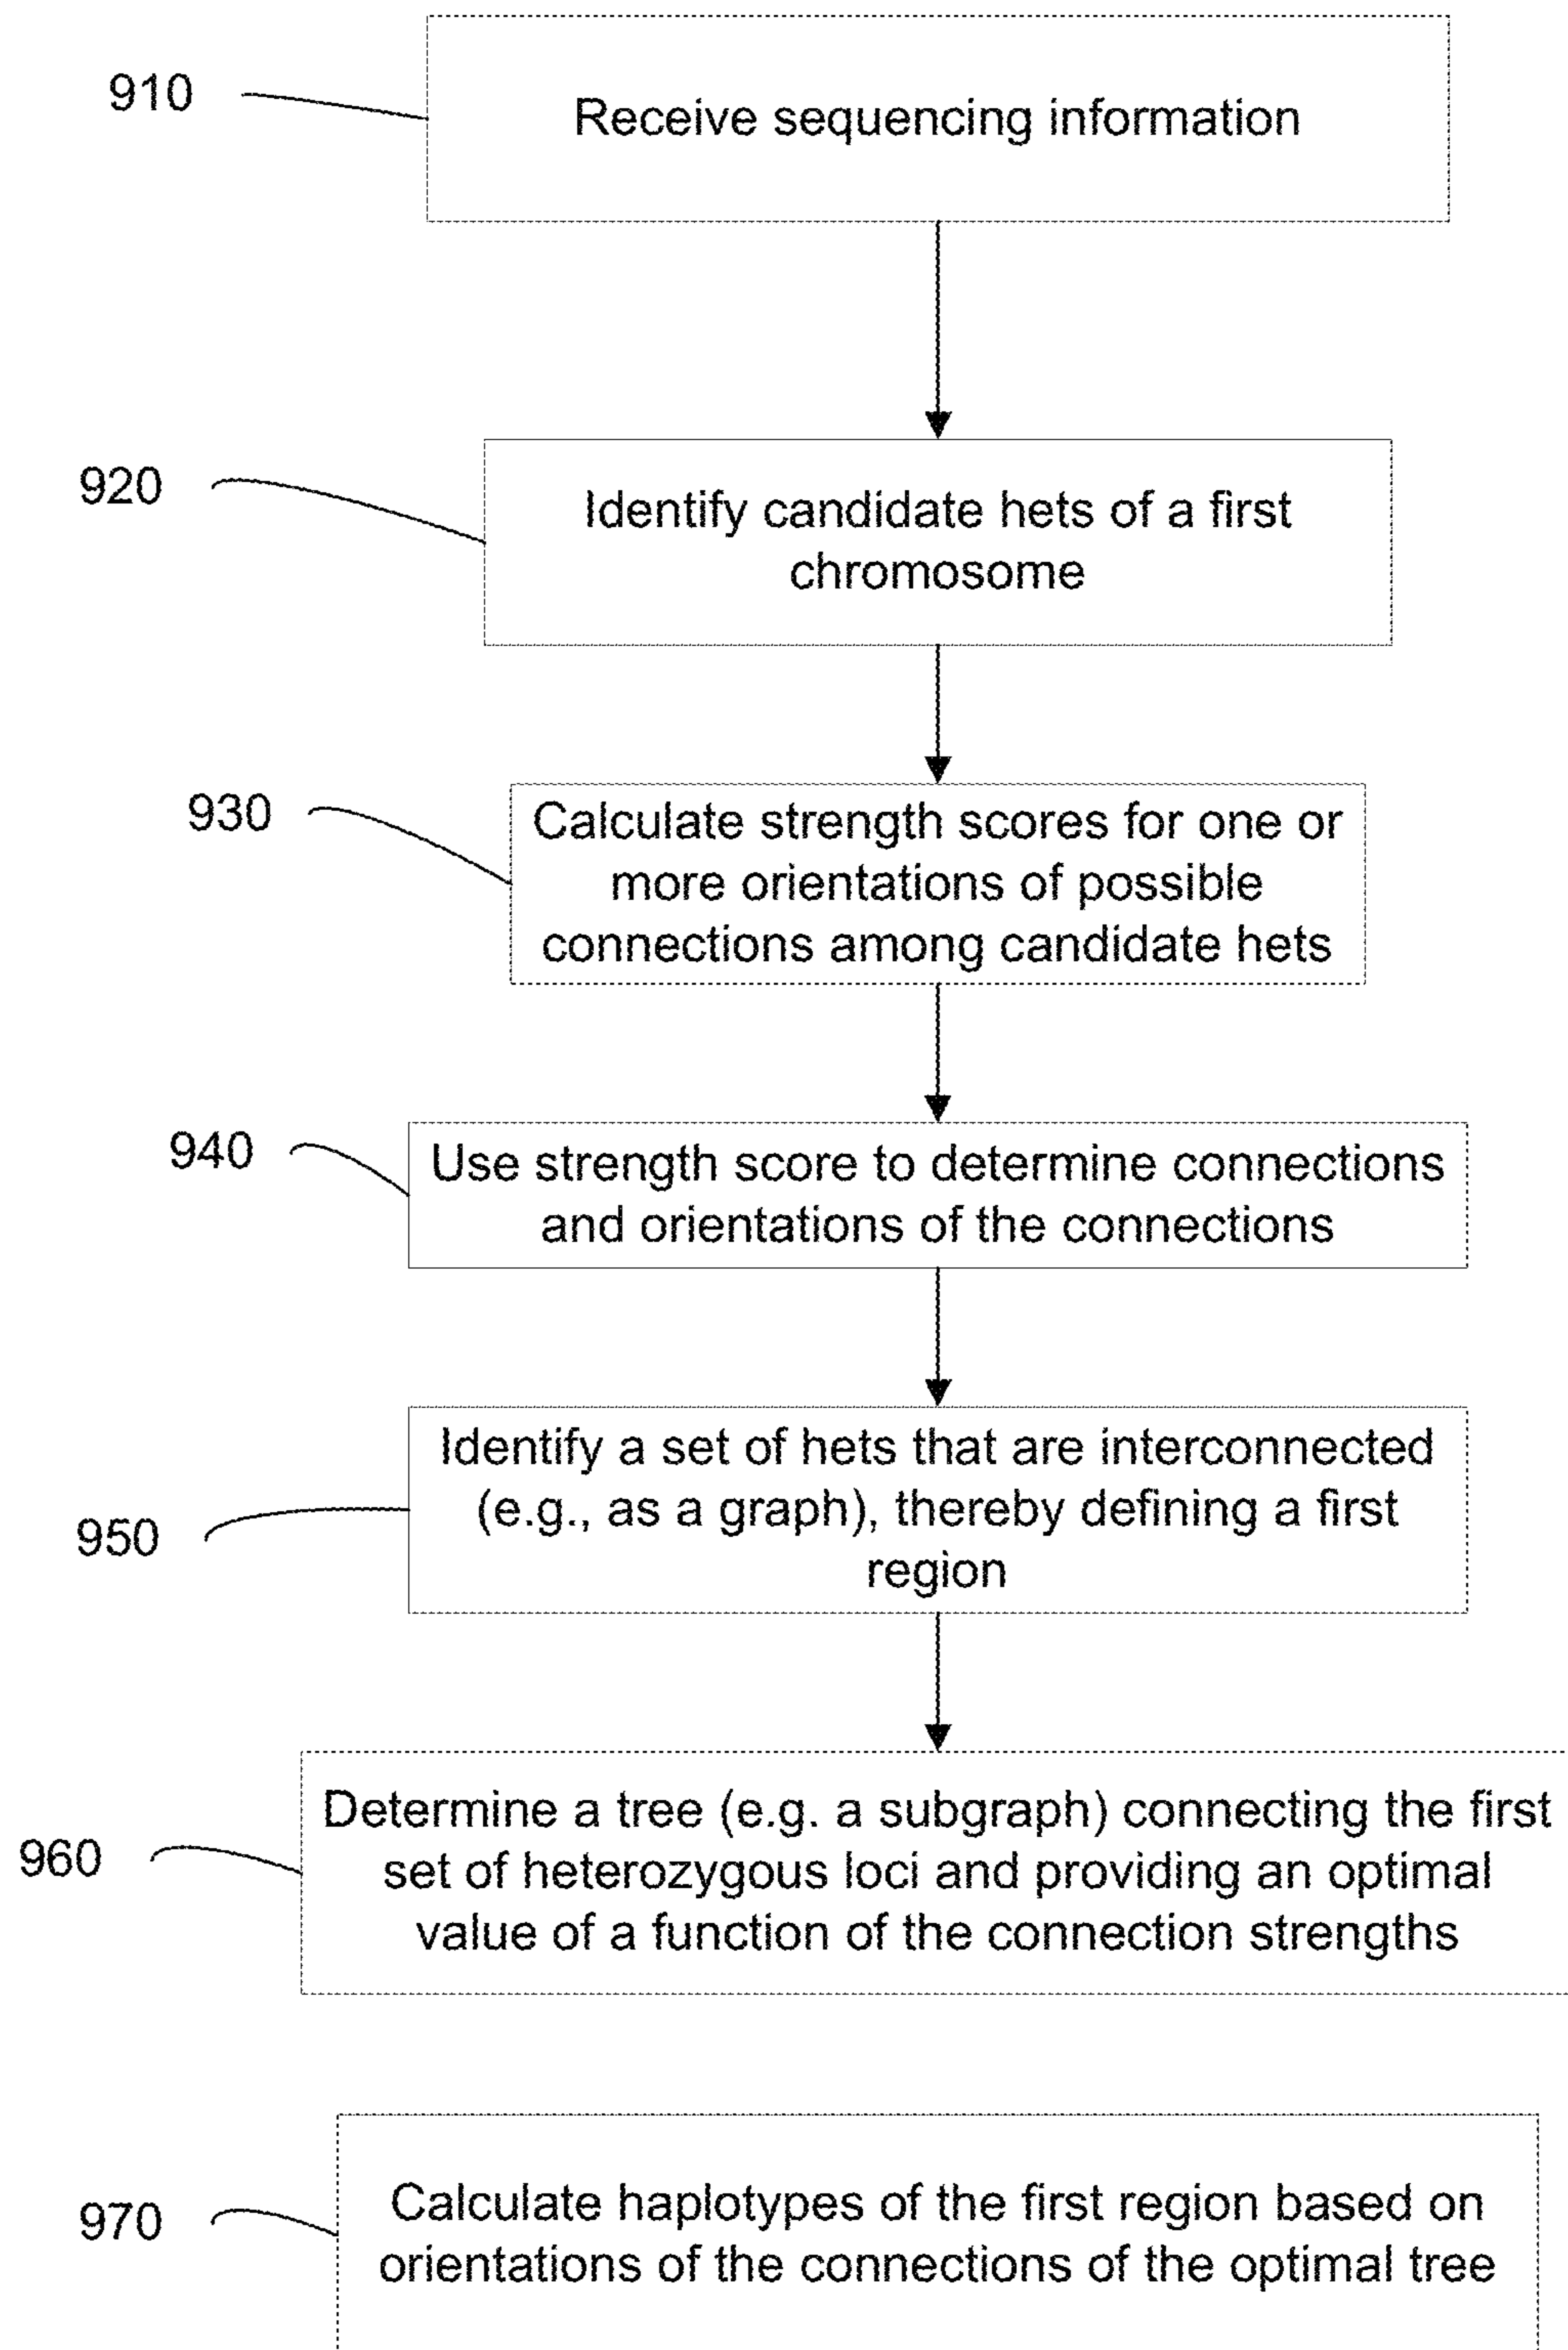 910
Receive sequencing information
920
Identify candidate hets of a first
chromosome
930
Calculate strength scores for one or
more orientations of possible
connections among candidate hets
940
Use strength score to determine connections
and orientations of the connections
950
Identify a set of hets that are interconnected
(e.g., as a graph), thereby defining a first
region
960
Determine a tree (e.g. a subgraph) connecting the first
set of heterozygous loci and providing an optimal
value of a function of the connection strengths
970
Calculate haplotypes of the first region based on
orientations of the connections of the optimal tree